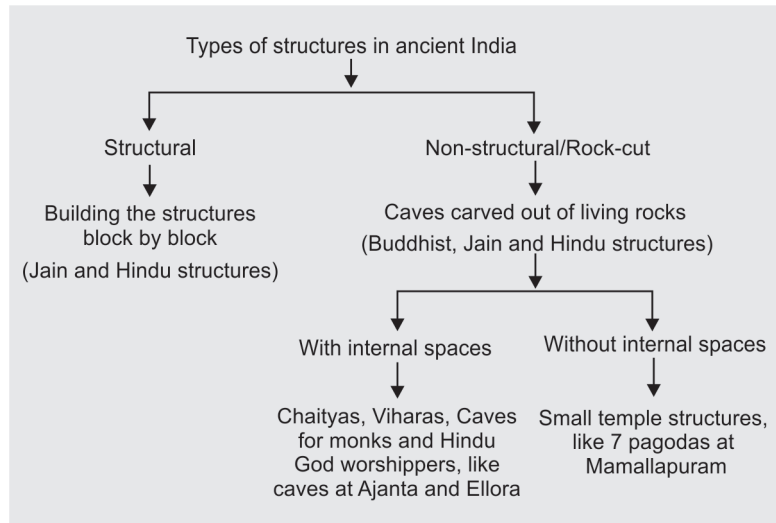 Types of structures in ancient India
Structural
Non-structural/Rock-cut
Building the structures
block by block
(Jain and Hindu structures)
Caves carved out of living rocks
(Buddhist, Jain and Hindu structures)
With internal spaces
Without internal spaces
Chaityas, Viharas, Caves
for monks and Hindu
God worshippers, like
caves at Ajanta and Ellora
Small temple structures,
like 7 pagodas at
Mamallapuram